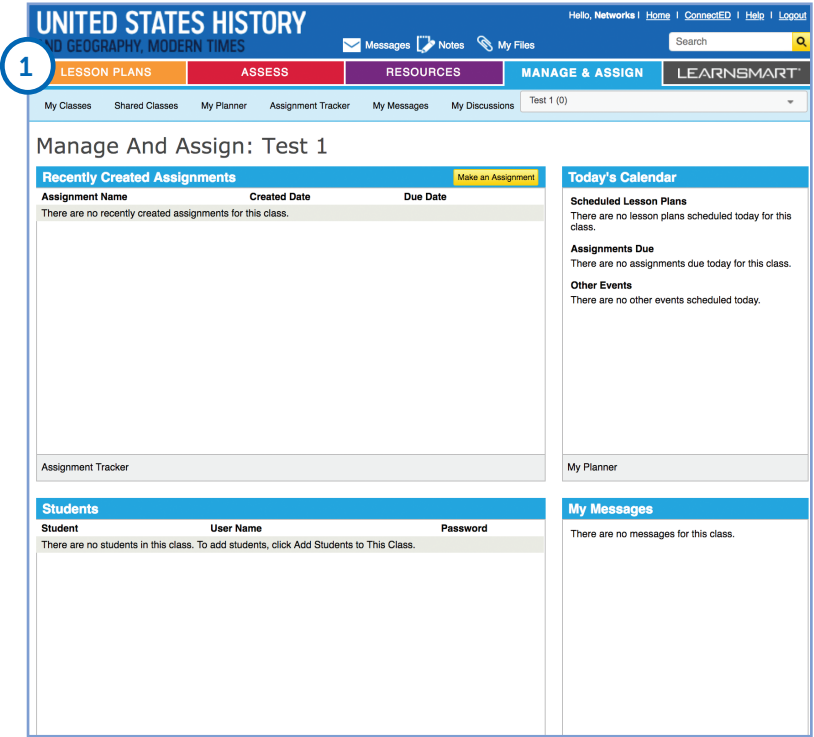 UNITED STATES HISTORY
Hello, Networks | Home | ConnectED | Help | Logout
AND GEOGRAPHY, MODERN TIMES
Messages Notes My Files
Search
1
LESSON PLANS ASSESS RESOURCES MANAGE & ASSIGN LEARNSMART
My Classes Shared Classes My Planner Assignment Tracker My Messages My Discussions Test 1 (0)
Manage And Assign: Test 1
Recently Created Assignments Make an Assignment
Assignment Name Created Date Due Date
There are no recently created assignments for this class.
Assignment Tracker
Today's Calendar
Scheduled Lesson Plans
There are no lesson plans scheduled today for this
class.
Assignments Due
There are no assignments due today for this class.
Other Events
There are no other events scheduled today.
My Planner
Students
Student User Name Password
There are no students in this class. To add students, click Add Students to This Class.
My Messages
There are no messages for this class.